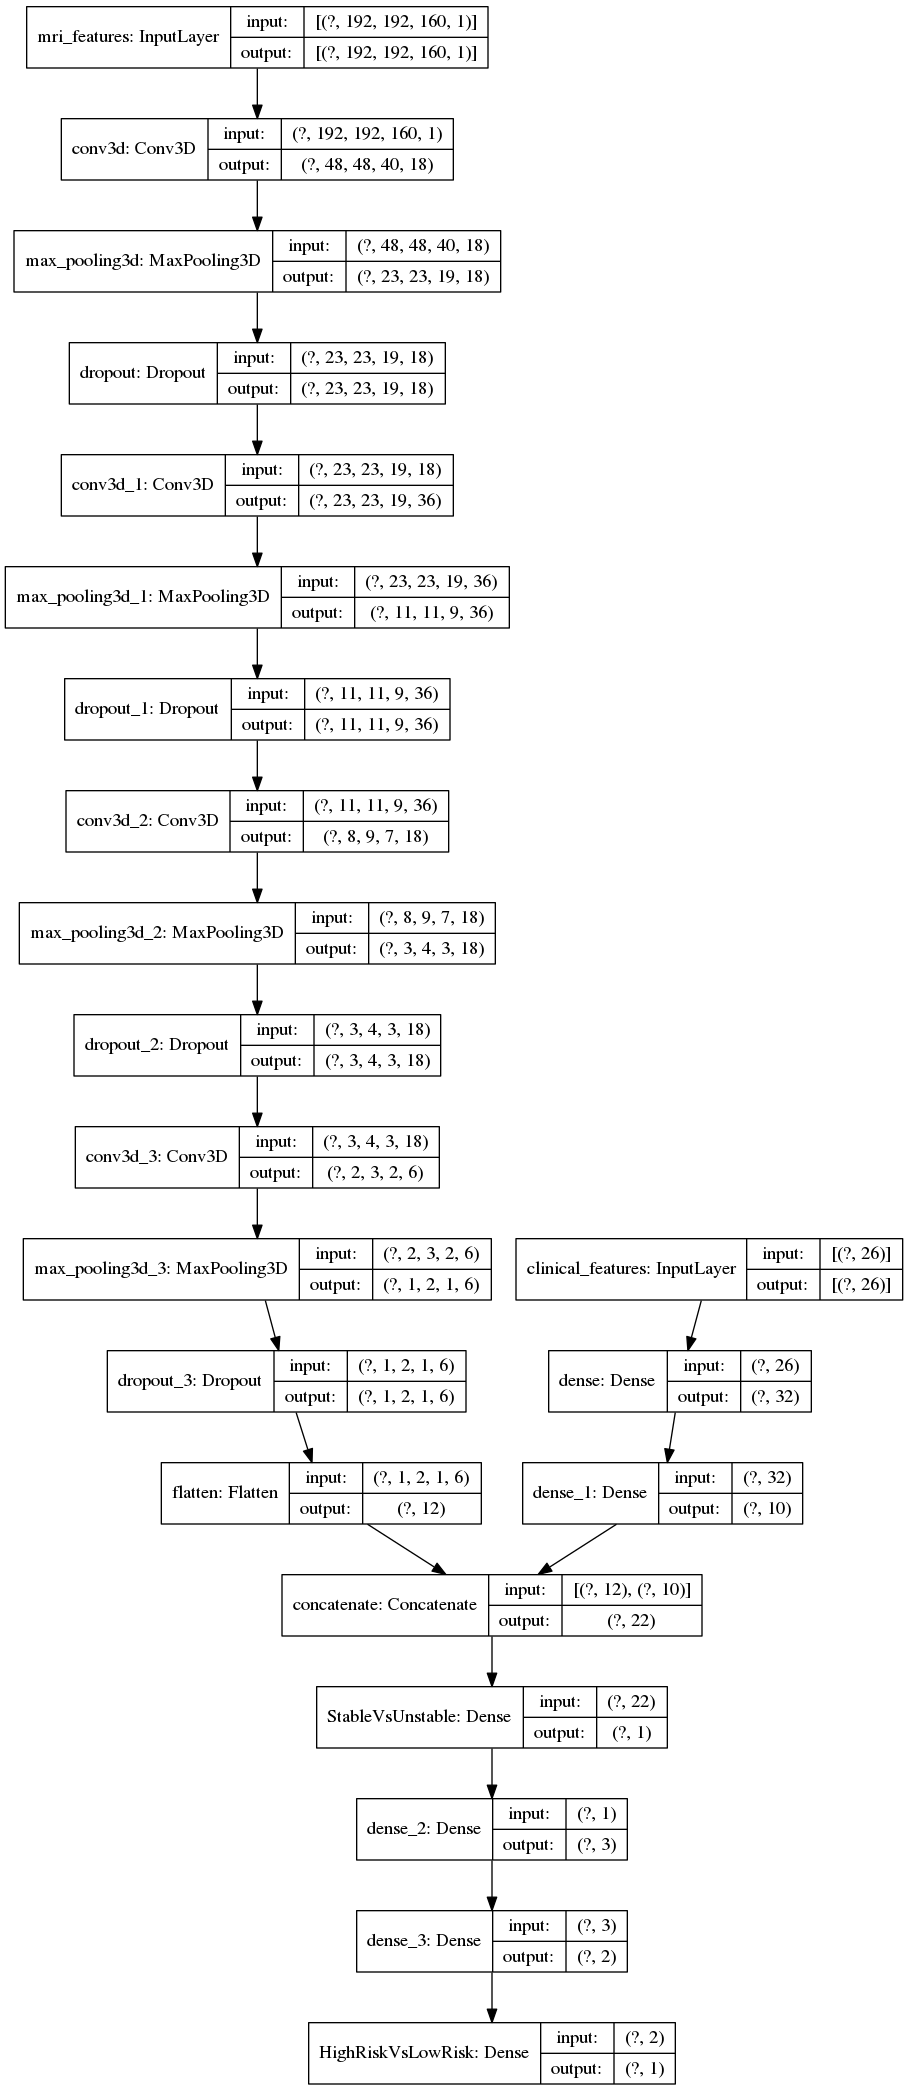 mri_features: InputLayer
input: [(?, 192, 192, 160, 1)]
output: [(?, 192, 192, 160, 1)]
conv3d: Conv3D
input: (?, 192, 192, 160, 1)
output: (?, 48, 48, 40, 18)
max_pooling3d: MaxPooling3D
input: (?, 48, 48, 40, 18)
output: (?, 23, 23, 19, 18)
dropout: Dropout
input: (?, 23, 23, 19, 18)
output: (?, 23, 23, 19, 18)
conv3d_1: Conv3D
input: (?, 23, 23, 19, 18)
output: (?, 23, 23, 19, 36)
max_pooling3d_1: MaxPooling3D
input: (?, 23, 23, 19, 36)
output: (?, 11, 11, 9, 36)
dropout_1: Dropout
input: (?, 11, 11, 9, 36)
output: (?, 11, 11, 9, 36)
conv3d_2: Conv3D
input: (?, 11, 11, 9, 36)
output: (?, 8, 9, 7, 18)
max_pooling3d_2: MaxPooling3D
input: (?, 8, 9, 7, 18)
output: (?, 3, 4, 3, 18)
dropout_2: Dropout
input: (?, 3, 4, 3, 18)
output: (?, 3, 4, 3, 18)
conv3d_3: Conv3D
input: (?, 3, 4, 3, 18)
output: (?, 2, 3, 2, 6)
max_pooling3d_3: MaxPooling3D
input: (?, 2, 3, 2, 6)
output: (?, 1, 2, 1, 6)
clinical_features: InputLayer
input: [(?, 26)]
output: [(?, 26)]
dropout_3: Dropout
input: (?, 1, 2, 1, 6)
output: (?, 1, 2, 1, 6)
dense: Dense
input: (?, 26)
output: (?, 32)
flatten: Flatten
input: (?, 1, 2, 1, 6)
output: (?, 12)
dense_1: Dense
input: (?, 32)
output: (?, 10)
concatenate: Concatenate
input: [(?, 12), (?, 10)]
output: (?, 22)
StableVsUnstable: Dense
input: (?, 22)
output: (?, 1)
dense_2: Dense
input: (?, 1)
output: (?, 3)
dense_3: Dense
input: (?, 3)
output: (?, 2)
HighRiskVsLowRisk: Dense
input: (?, 2)
output: (?, 1)